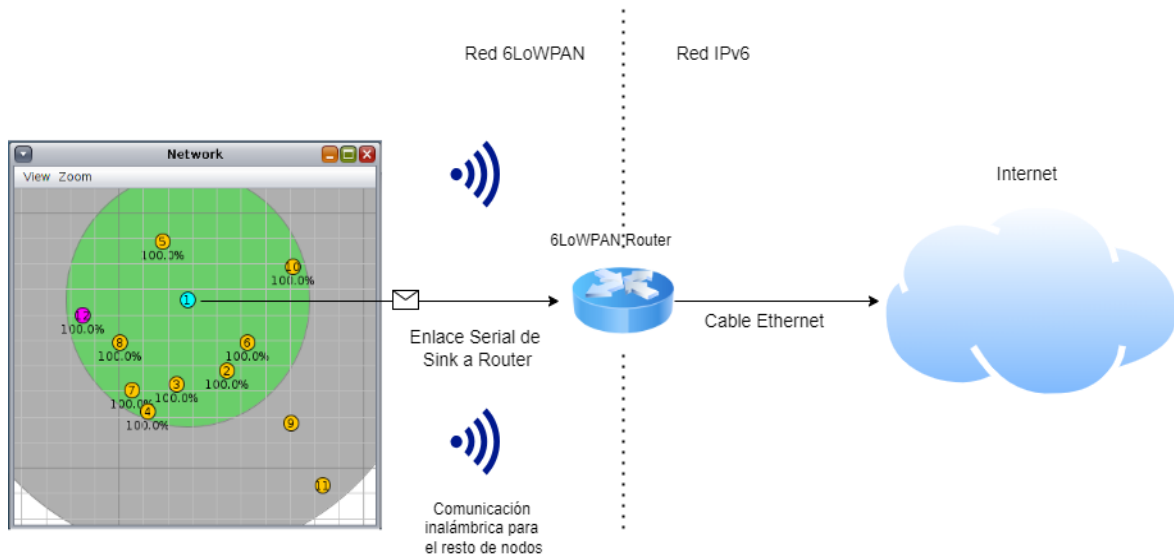 Red 6LoWPAN
Red IPv6
Network
View Zoom
5
100.0%
10
100.0%
1
12
100.0%
8
100.0%
6
100.0%
2
100.0%
3
100.0%
7
100.0%
4
100.0%
9
11
6LoWPAN Router
Enlace Serial de
Sink a Router
Cable Ethernet
Internet
Comunicación
inalámbrica para
el resto de nodos